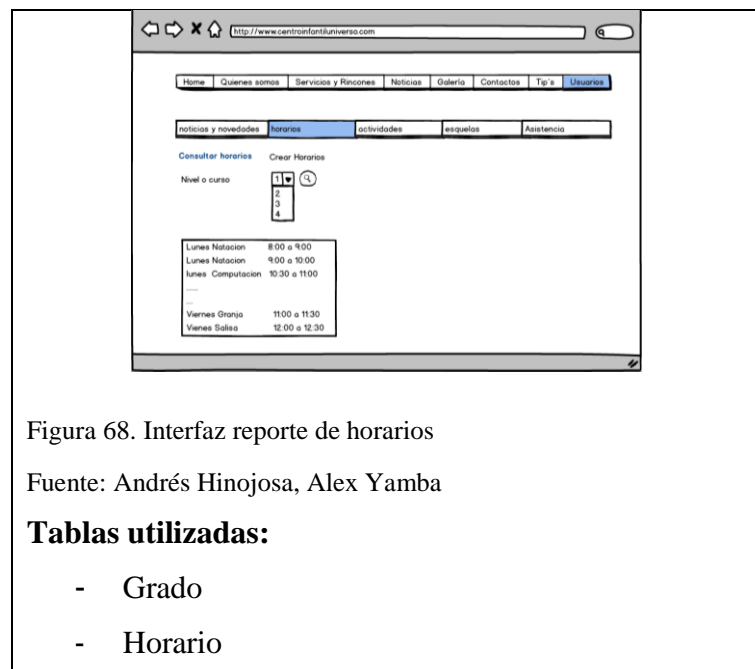 http://www.centroinfantiluniverso.com
Home Quienes somos Servicios y Rincones Noticias Galería Contactos Tip's Usuarios
noticias y novedades horarios actividades esquelas Asistencia
Consultar horarios Crear Horarios
Nivel o curso 1
2
3
4
Lunes Natacion 8:00 a 9:00
Lunes Natacion 9:00 a 10:00
lunes Computacion 10:30 a 11:00
Viernes Granja 11:00 a 11:30
Vienes Salisa 12:00 a 12:30
Figura 68. Interfaz reporte de horarios
Fuente: Andrés Hinojosa, Alex Yamba
Tablas utilizadas:
- Grado
- Horario